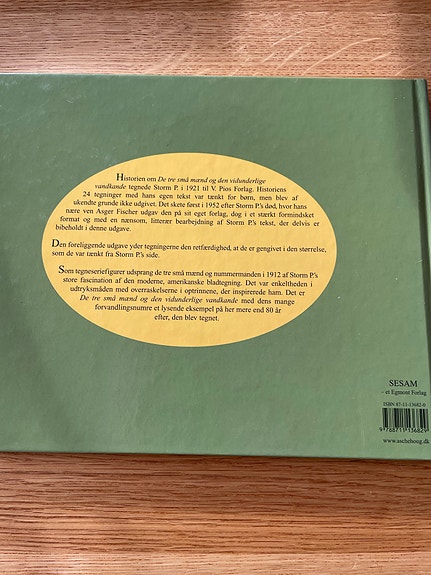 Historien om De tre små mænd og den vidunderlige
vandkande tegnede Storm P. i 1921 til V. Pios Forlag. Historiens
24 tegninger med hans egen tekst var tænkt for børn, men blev af
ukendte grunde ikke udgivet. Det skete først i 1952 efter Storm P.'s død, hvor hans
nære ven Asger Fischer udgav den på sit eget forlag, dog i et stærkt formindsket
format og med en nænsom, litterær bearbejdning af Storm P.'s tekst, der delvis er
bibeholdt i denne udgave.
Den foreliggende udgave yder tegningerne den retfærdighed, at de er gengivet i den størrelse,
som de var tænkt fra Storm P.'s side.
Som tegneseriefigurer udsprang de tre små mænd og nummermanden i 1912 af Storm P.'s
store fascination af den moderne, amerikanske bladtegning. Det var enkeltheden i
udtryksmåden med overraskelserne i optrinnene, der inspirerede ham. Det er
De tre små mænd og den vidunderlige vandkande med dens mange
forvandlingsnumre et lysende eksempel på her mere end 80 år
efter, den blev tegnet.
SESAM
– et Egmont Forlag
ISBN 87-11-13682-6
9 788711 136829
www.aschehoug.dk